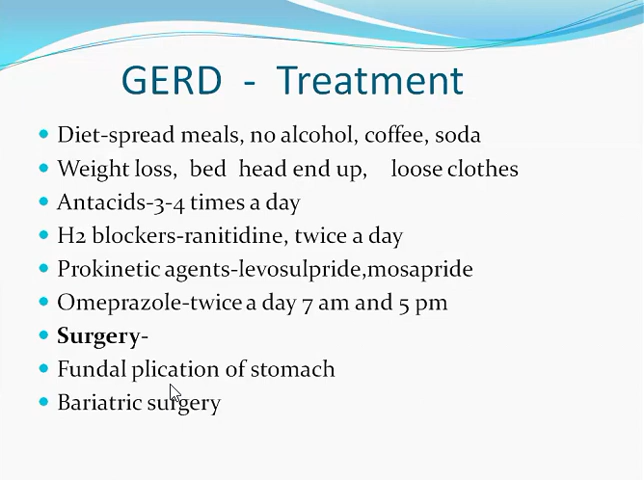 GERD - Treatment
Diet-spread meals, no alcohol, coffee, soda
Weight loss, bed head end up, loose clothes
Antacids-3-4 times a day
H2 blockers-ranitidine, twice a day
Prokinetic agents-levosulpride,mosapride
Omeprazole-twice a day 7 am and 5 pm
Surgery-
Fundal plication of stomach
Bariatric surgery